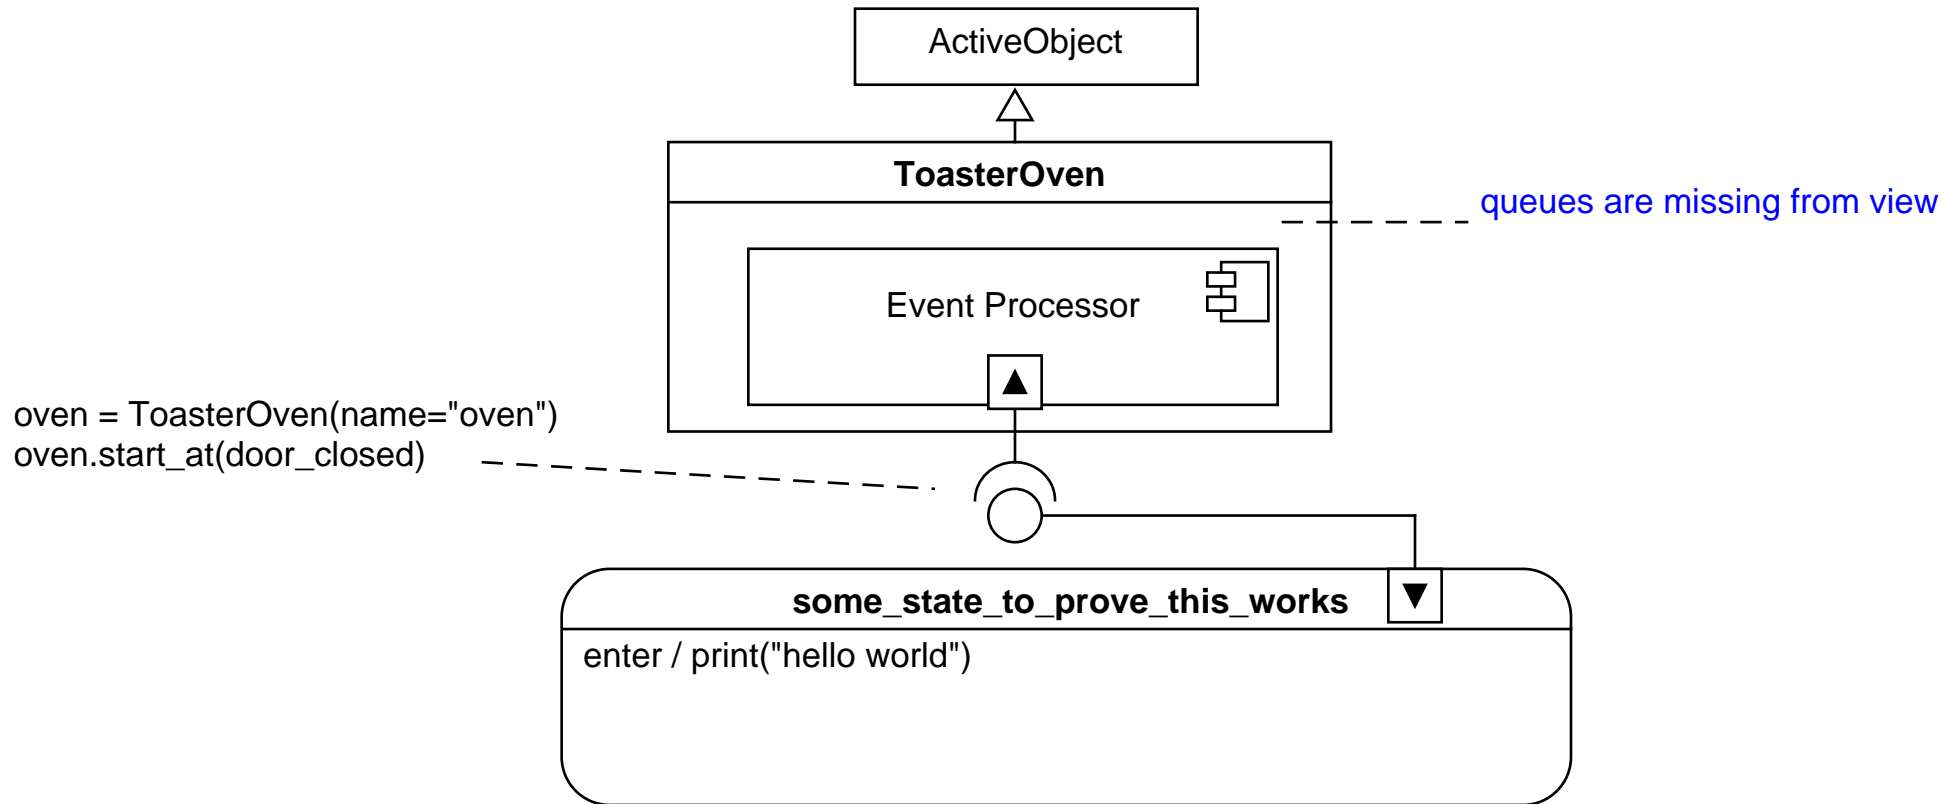 ActiveObject
ToasterOven
queues are missing from view
Event Processor
oven = ToasterOven(name="oven")
oven.start_at(door_closed)
some_state_to_prove_this_works
enter / print("hello world")